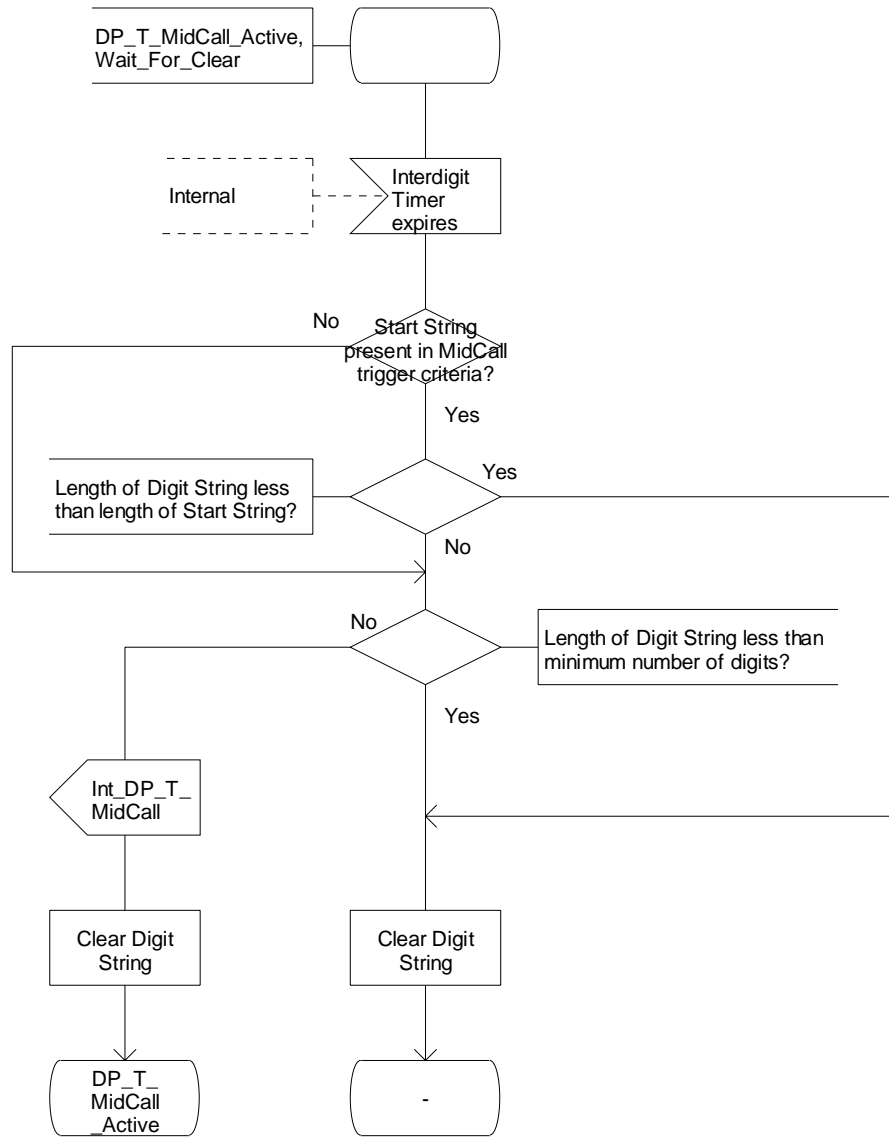 DP_T_MidCall_Active,
Wait_For_Clear
Internal
Interdigit
Timer
expires
No
Start String
present in MidCall
trigger criteria?
Yes
Length of Digit String less
than length of Start String?
Yes
No
No
Length of Digit String less than
minimum number of digits?
Yes
Int_DP_T_
MidCall
Clear Digit
String
Clear Digit
String
DP_T_
MidCall
_Active
-